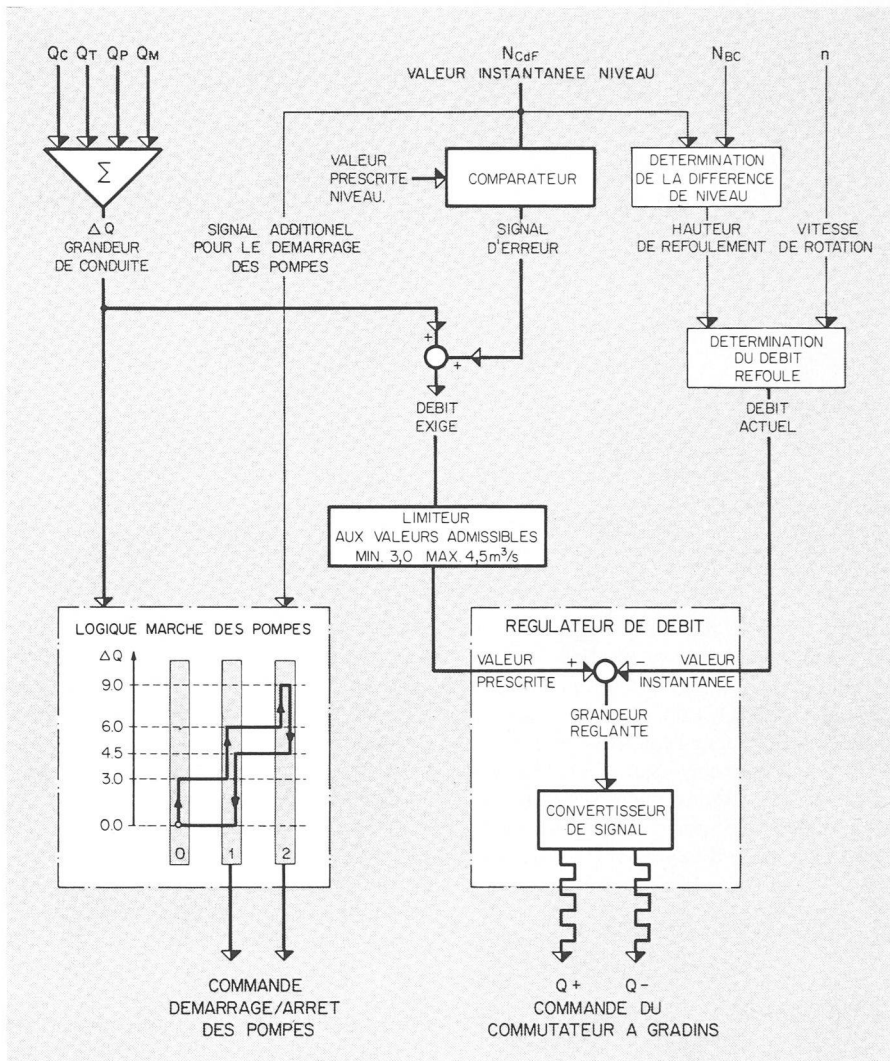 QC QT QP QM
NCdF
VALEUR INSTANTANEE NIVEAU
NBC
n
Σ
VALEUR
PRESCRITE
NIVEAU.
COMPARATEUR
DETERMINATION
DE LA DIFFERENCE
DE NIVEAU
ΔQ
GRANDEUR
DE CONDUITE
SIGNAL ADDITIONEL
POUR LE DEMARRAGE
DES POMPES
SIGNAL
D'ERREUR
HAUTEUR
DE REFOULEMENT
VITESSE
DE ROTATION
+
+
DETERMINATION
DU DEBIT
REFOULE
DEBIT
EXIGE
DEBIT
ACTUEL
LIMITEUR
AUX VALEURS ADMISSIBLES
MIN. 3,0 MAX. 4,5m³/s
LOGIQUE MARCHE DES POMPES
ΔQ
9.0
6.0
4.5
3.0
0.0
0 1 2
REGULATEUR DE DEBIT
VALEUR
PRESCRITE
+ −
VALEUR
INSTANTANEE
GRANDEUR
REGLANTE
CONVERTISSEUR
DE SIGNAL
COMMANDE
DEMARRAGE/ARRET
DES POMPES
Q+ Q−
COMMANDE DU
COMMUTATEUR A GRADINS